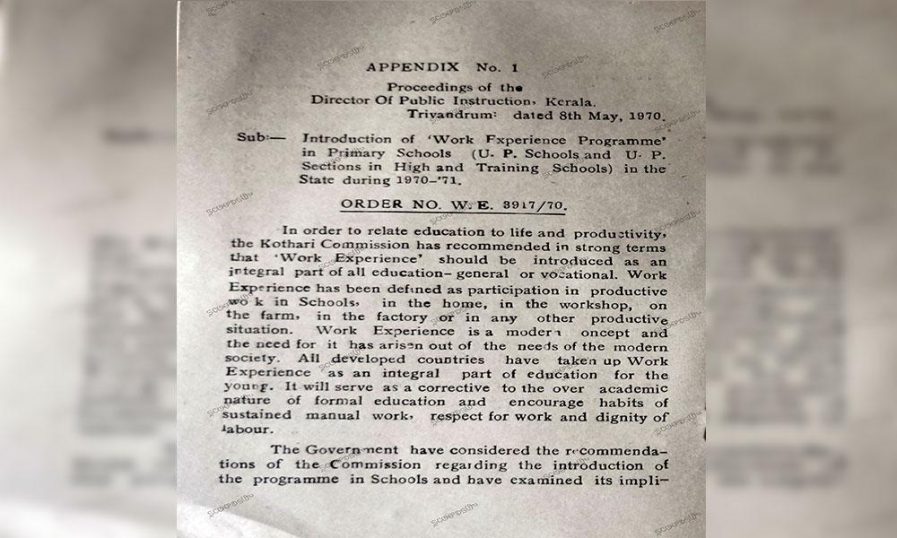 APPENDIX No. 1
Proceedings of the
Director Of Public Instruction, Kerala.
Trivandrum: dated 8th May, 1970.
Sub:— Introduction of 'Work Experience Programme'
in Primary Schools (U. P. Schools and U. P.
Sections in High and Training Schools) in the
State during 1970-'71.
ORDER NO. W. E. 3917/70.
In order to relate education to life and productivity,
the Kothari Commission has recommended in strong terms
that 'Work Experience' should be introduced as an
integral part of all education- general or vocational. Work
Experience has been defined as participation in productive
wo k in Schools, in the home, in the workshop, on
the farm, in the factory or in any other productive
situation. Work Experience is a modern oncept and
the need for it has arisen out of the needs of the modern
society. All developed countries have taken up Work
Experience as an integral part of education for the
young. It will serve as a corrective to the over academic
nature of formal education and encourage habits of
sustained manual work, respect for work and dignity of
labour.
The Government have considered the recommenda-
tions of the Commission regarding the introduction of
the programme in Schools and have examined its impli-